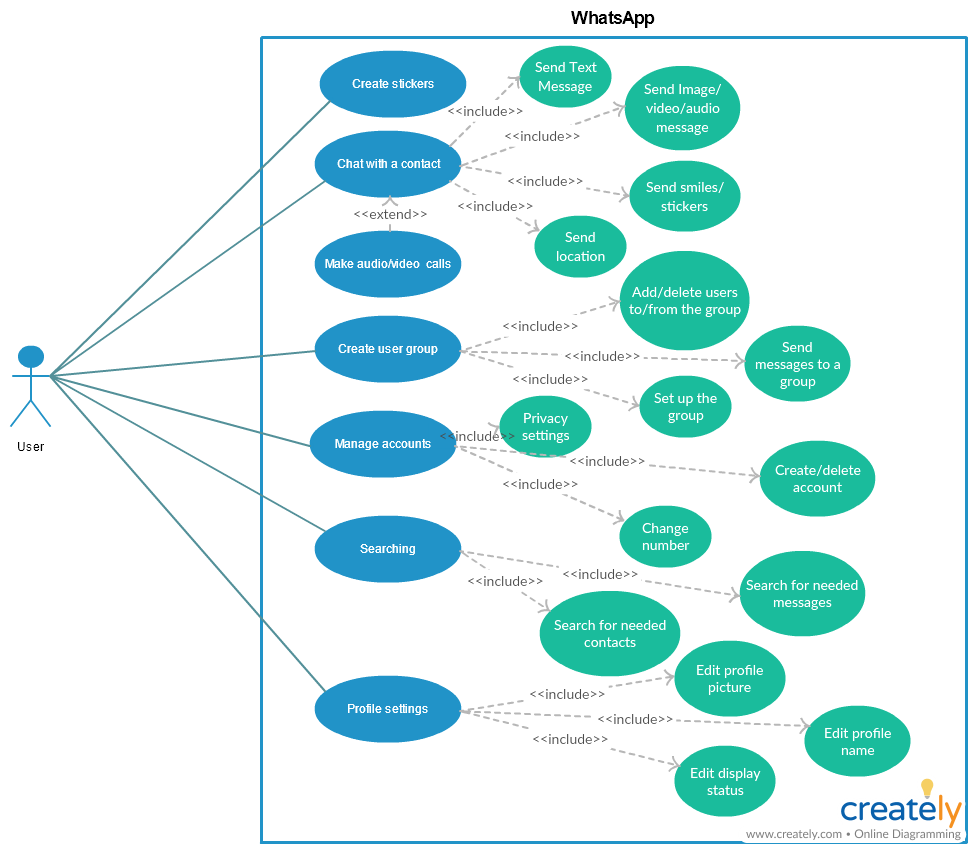 WhatsApp
Create stickers
Send Text
Message
Send Image/
video/audio
message
<<include>>
<<include>>
Chat with a contact
<<include>>
Send smiles/
stickers
<<include>>
<<extend>>
Send
location
Make audio/video calls
Add/delete users
to/from the group
<<include>>
Create user group
<<include>>
Send
messages to a
group
<<include>>
Set up the
group
User
Manage accounts
<<include>>
Privacy
settings
<<include>>
Create/delete
account
<<include>>
Change
number
Searching
<<include>>
<<include>>
Search for needed
messages
Search for needed
contacts
Edit profile
picture
<<include>>
Profile settings
<<include>>
<<include>>
Edit profile
name
Edit display
status
creately
www.creately.com • Online Diagramming